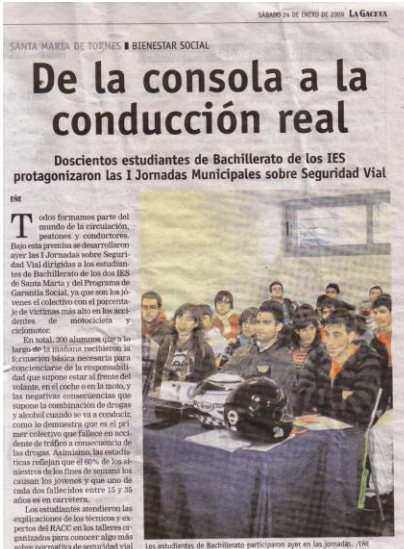 SÁBADO 24 DE ENERO DE 2009 LA GACETA
SANTA MARTA DE TORMES ▮ BIENESTAR SOCIAL
De la consola a la
conducción real
Doscientos estudiantes de Bachillerato de los IES
protagonizaron las I Jornadas Municipales sobre Seguridad Vial
EÑE
Todos formamos parte del
mundo de la circulación,
peatones y conductores.
Bajo esta premisa se desarrollaron
ayer las I Jornadas sobre Seguri-
dad Vial dirigidas a los estudian-
tes de Bachillerato de los dos IES
de Santa Marta y del Programa de
Garantía Social, ya que son los jó-
venes el colectivo con el porcenta-
je de víctimas más alto en los acci-
dentes de motocicleta y
ciclomotor.
En total, 200 alumnos que a lo
largo de la mañana recibieron la
formación básica necesaria para
concienciarse de la responsabili-
dad que supone estar al frente del
volante, en el coche o en la moto, y
las negativas consecuencias que
supone la combinación de drogas
y alcohol cuando se va a conducir,
como lo demuestra que es el pri-
mer colectivo que fallece en acci-
dente de tráfico a consecuencia de
las drogas. Asimismo, las estadís-
ticas reflejan que el 60% de los si-
niestros de los fines de semana los
causan los jóvenes y que uno de
cada dos fallecidos entre 15 y 35
años es en carretera.
Los estudiantes atendieron las
explicaciones de los técnicos y ex-
pertos del RACC en los talleres or-
ganizados para conocer algo más
sobre normativas de seguridad vial
Los estudiantes de Bachillerato participaron ayer en las jornadas. /EÑE